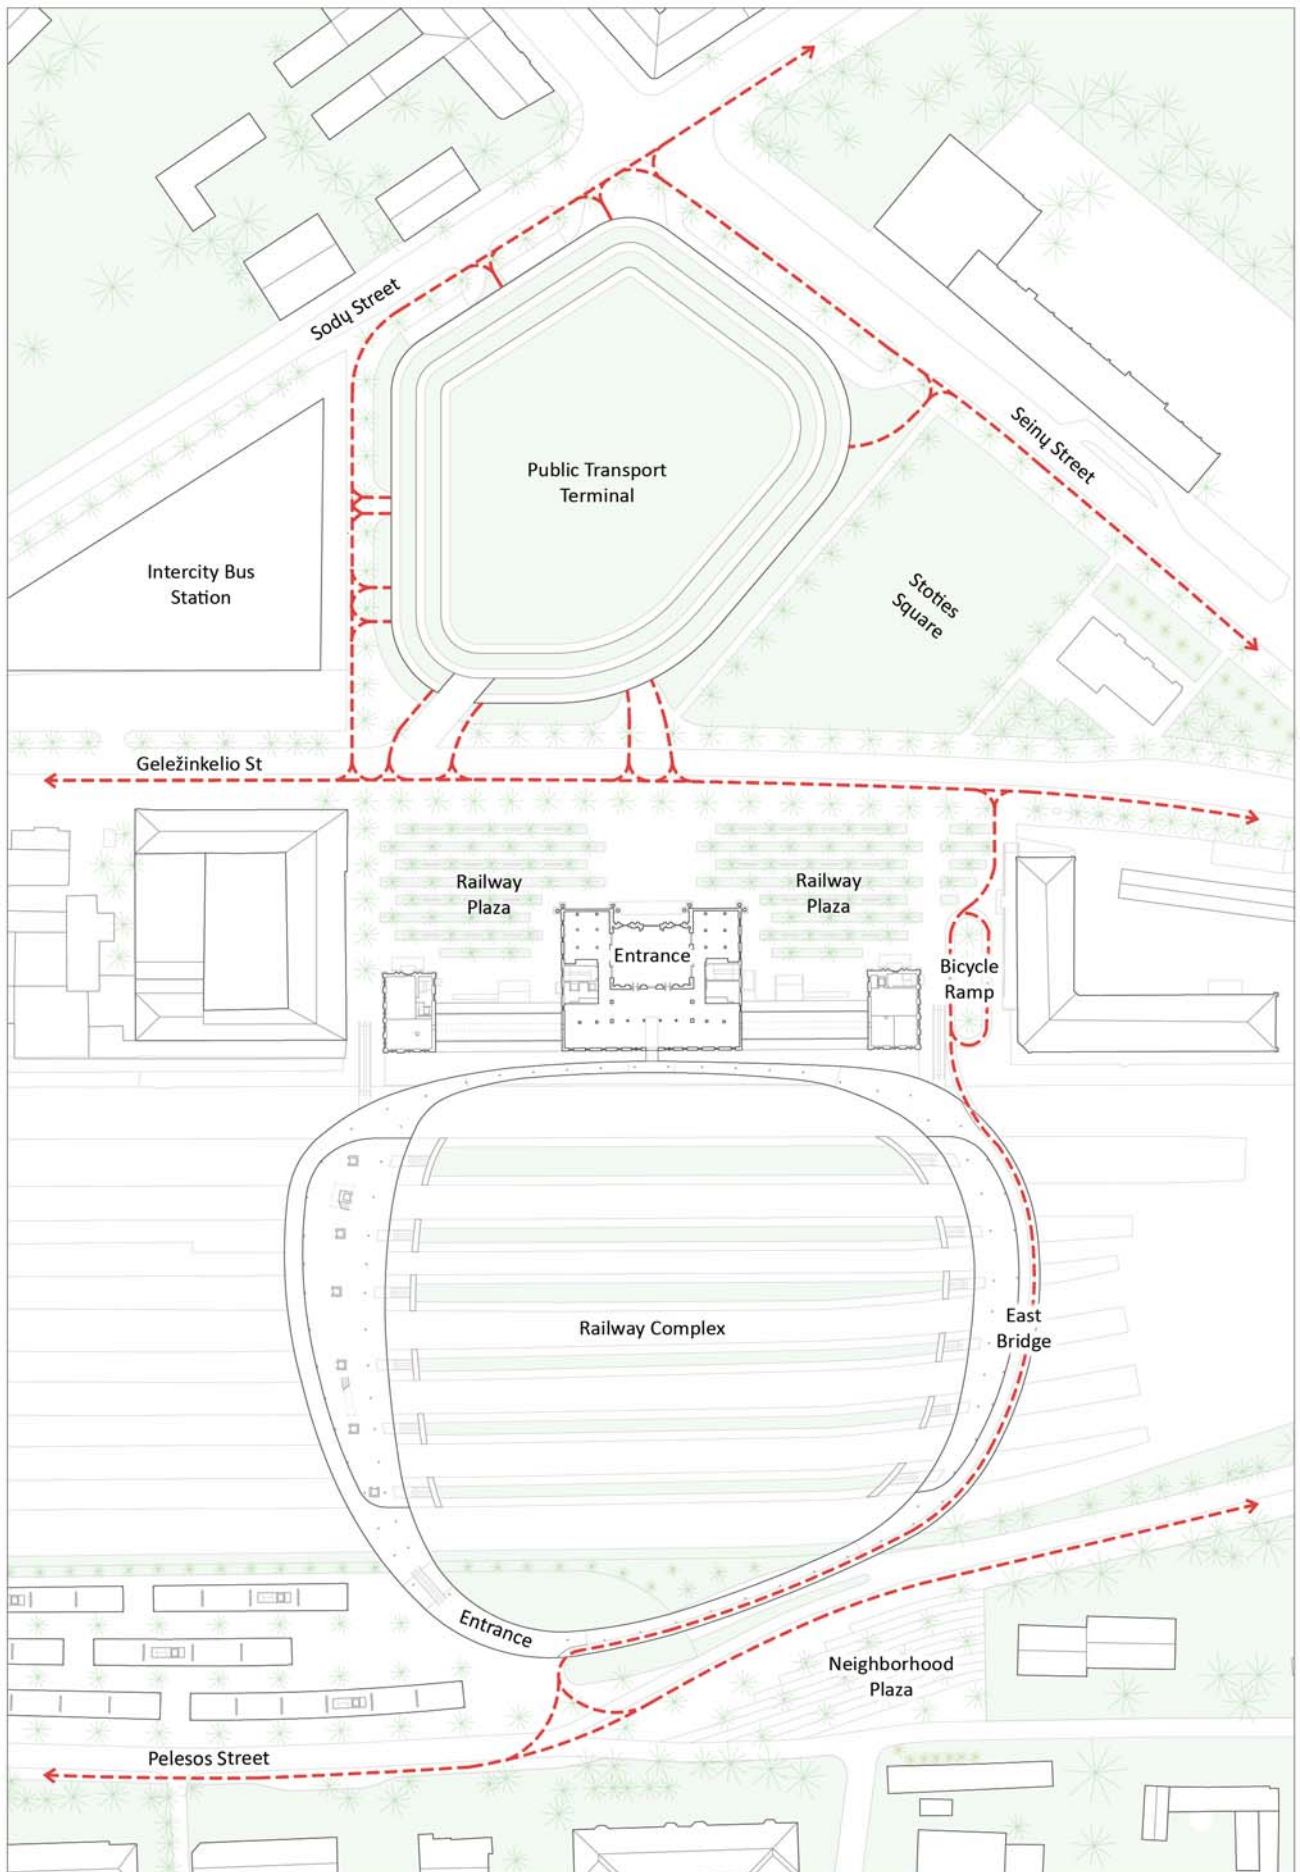 Sodų Street
Public Transport
Terminal
Seinų Street
Intercity Bus
Station
Stoties
Square
Geležinkelio St
Railway
Plaza
Railway
Plaza
Entrance
Bicycle
Ramp
East
Bridge
Railway Complex
Entrance
Neighborhood
Plaza
Pelesos Street